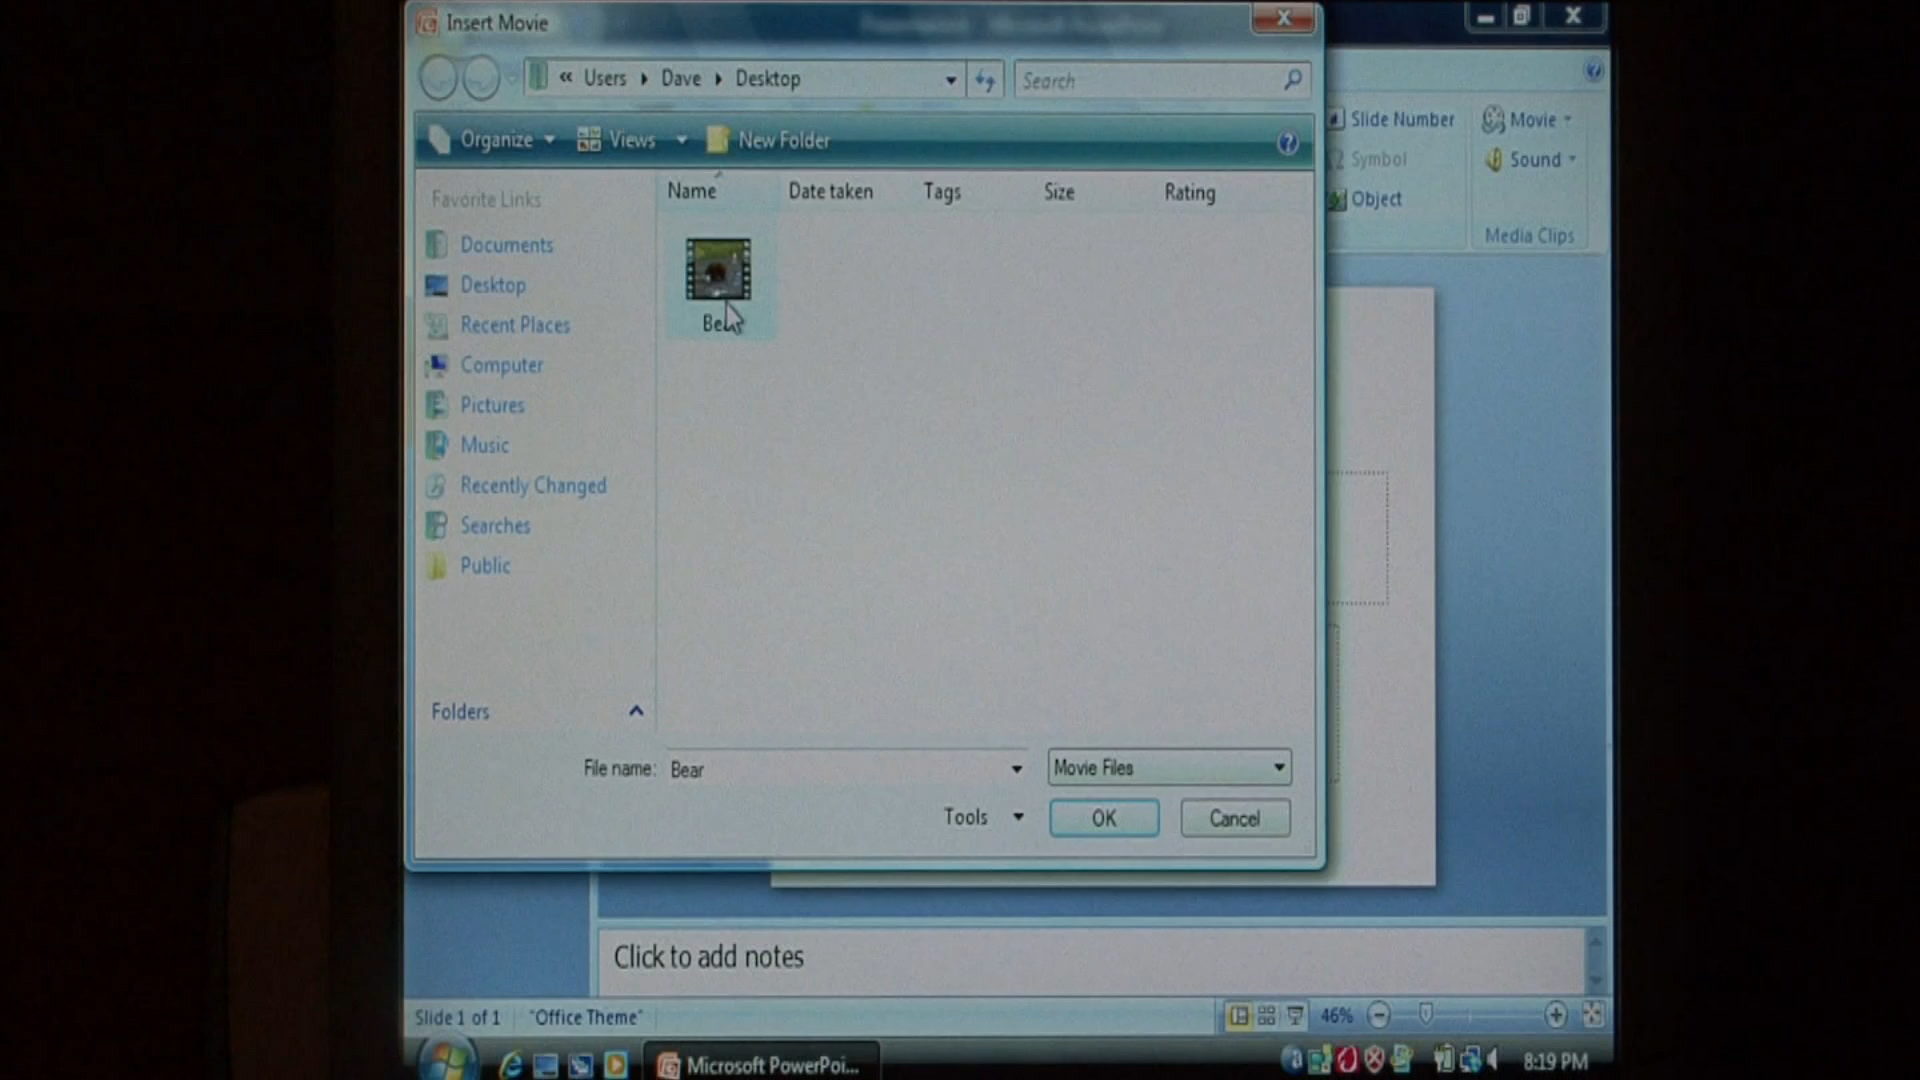 Insert Movie
« Users Dave Desktop
Search
Organize Views New Folder
Slide Number
Movie
Symbol
Sound
Object
Media Clips
Favorite Links
Documents
Desktop
Recent Places
Computer
Pictures
Music
Recently Changed
Searches
Public
Folders
Name Date taken Tags Size Rating
Bear
File name: Bear
Movie Files
Tools
OK
Cancel
Click to add notes
Slide 1 of 1 "Office Theme"
46%
Microsoft PowerPoi...
8:19 PM